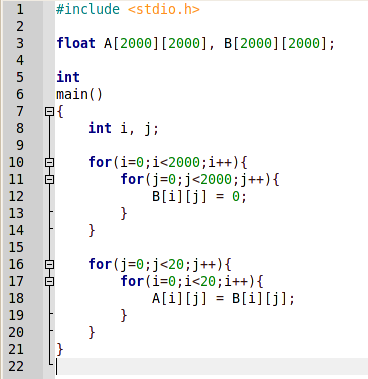 1 #include <stdio.h>
2
3 float A[2000][2000], B[2000][2000];
4
5 int
6 main()
7 {
8     int i, j;
9
10     for(i=0;i<2000;i++){
11         for(j=0;j<2000;j++){
12             B[i][j] = 0;
13         }
14     }
15
16     for(j=0;j<20;j++){
17         for(i=0;i<20;i++){
18             A[i][j] = B[i][j];
19         }
20     }
21 }
22